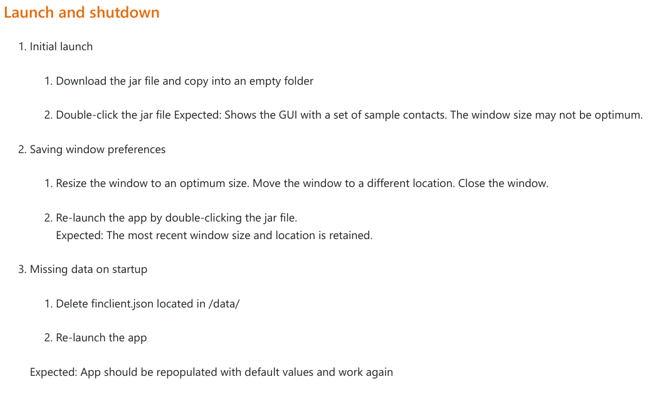 Launch and shutdown
1. Initial launch
1. Download the jar file and copy into an empty folder
2. Double-click the jar file Expected: Shows the GUI with a set of sample contacts. The window size may not be optimum.
2. Saving window preferences
1. Resize the window to an optimum size. Move the window to a different location. Close the window.
2. Re-launch the app by double-clicking the jar file.
Expected: The most recent window size and location is retained.
3. Missing data on startup
1. Delete finclient.json located in /data/
2. Re-launch the app
Expected: App should be repopulated with default values and work again